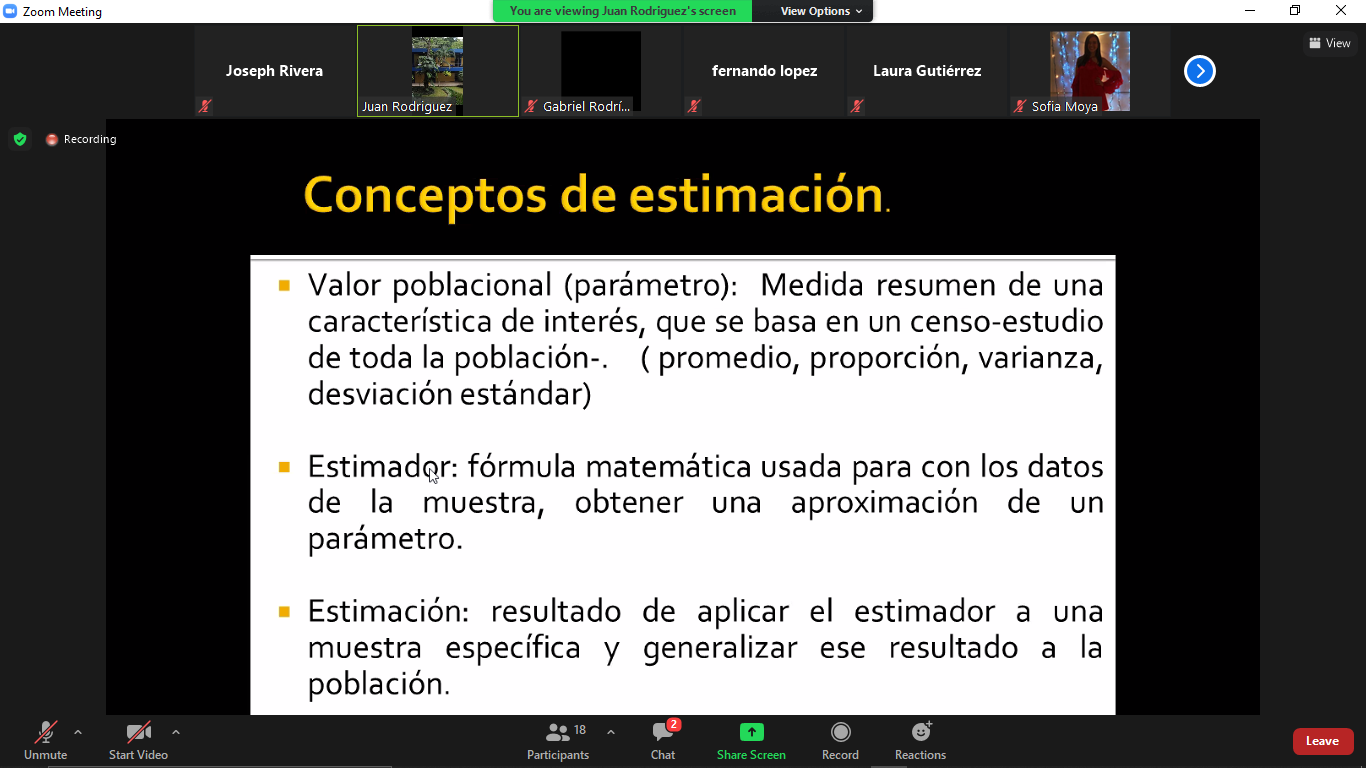 Zoom Meeting
You are viewing Juan Rodriguez's screen
View Options
Joseph Rivera
Juan Rodriguez
Gabriel Rodrí...
fernando lopez
Laura Gutiérrez
Sofia Moya
View
Recording
Conceptos de estimación.
Valor poblacional (parámetro): Medida resumen de una
característica de interés, que se basa en un censo-estudio
de toda la población-. ( promedio, proporción, varianza,
desviación estándar)
Estimador: fórmula matemática usada para con los datos
de la muestra, obtener una aproximación de un
parámetro.
Estimación: resultado de aplicar el estimador a una
muestra específica y generalizar ese resultado a la
población.
Unmute
Start Video
18
Participants
2
Chat
Share Screen
Record
Reactions
Leave